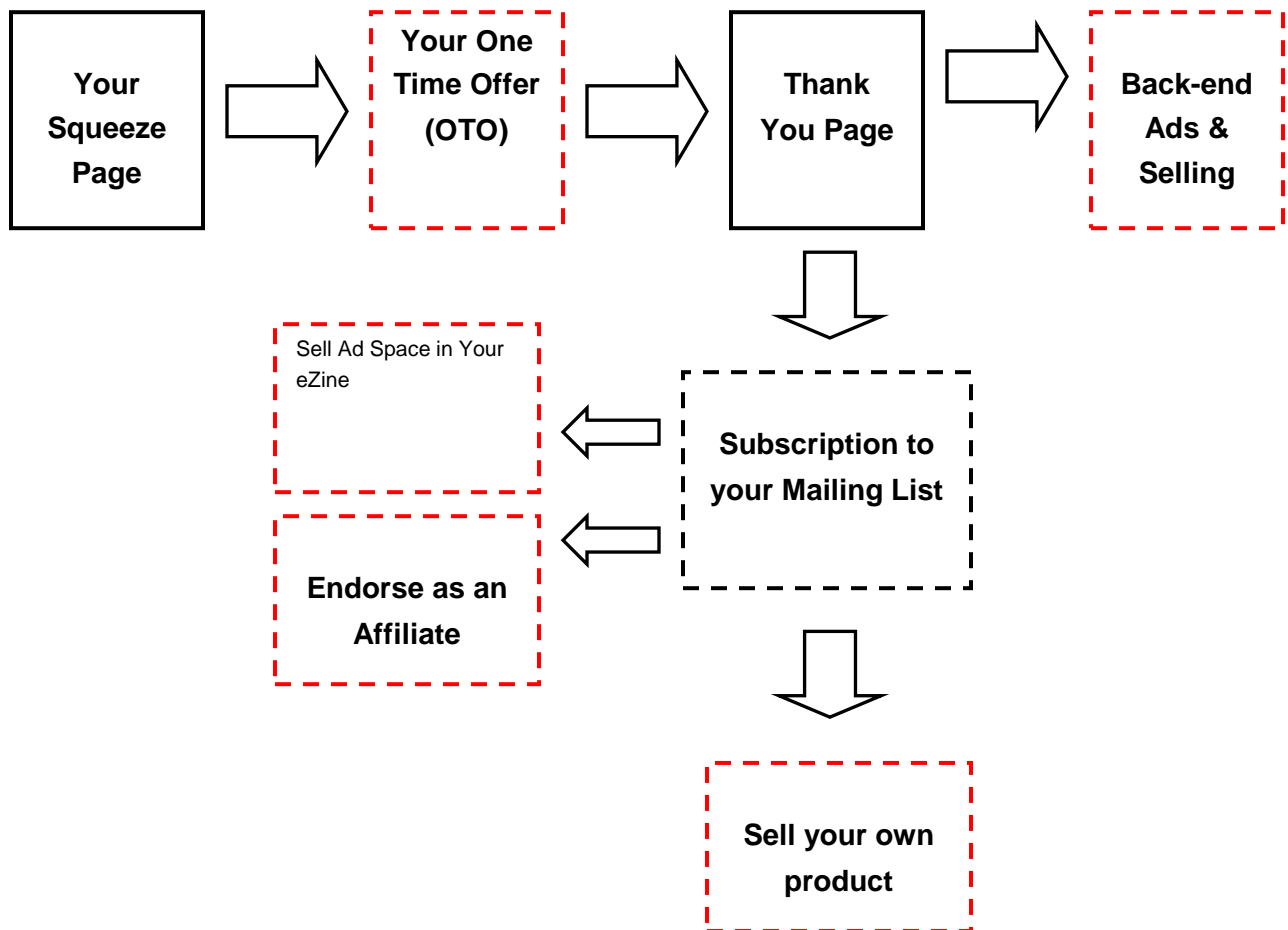 Your
Squeeze
Page
Your One
Time Offer
(OTO)
Thank
You Page
Back-end
Ads &
Selling
Sell Ad Space in Your
eZine
Subscription to
your Mailing List
Endorse as an
Affiliate
Sell your own
product